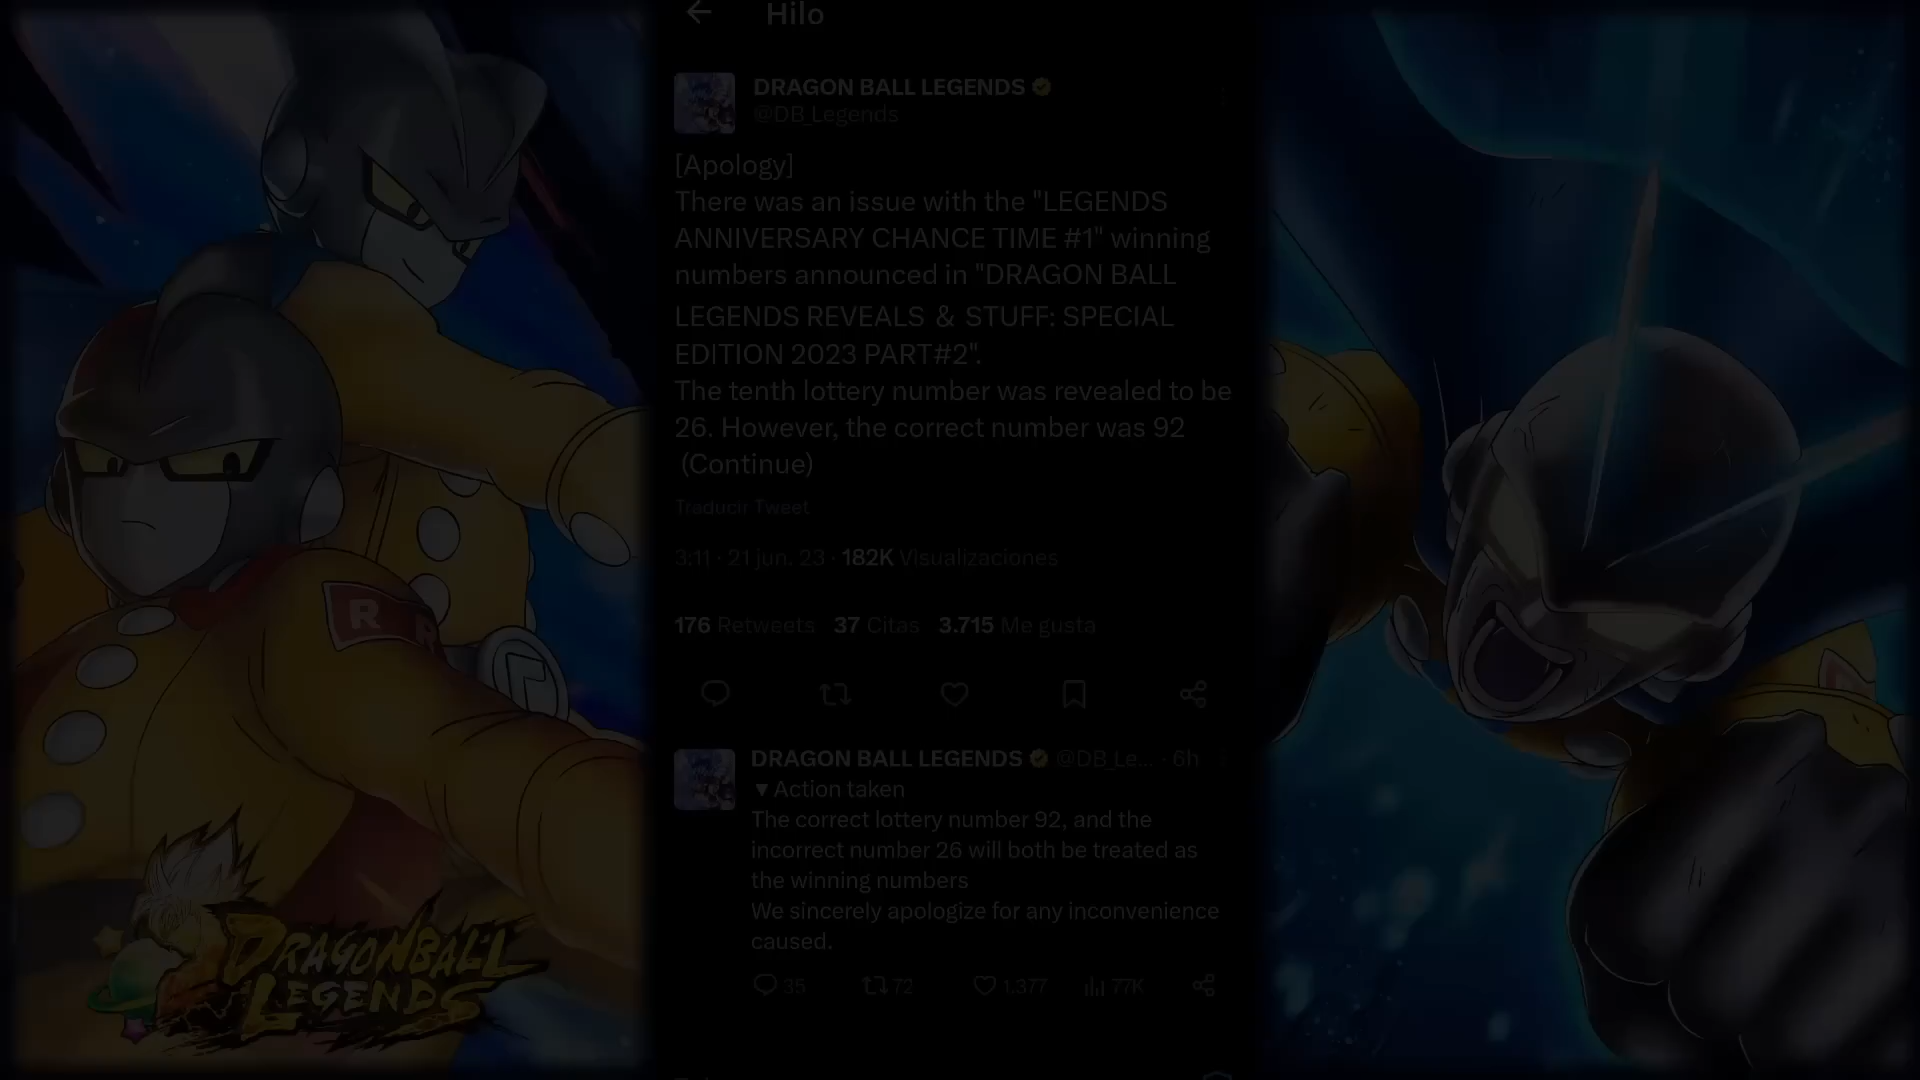 Hilo
DRAGON BALL LEGENDS
@DB_Legends
[Apology]
There was an issue with the "LEGENDS
ANNIVERSARY CHANCE TIME #1" winning
numbers announced in "DRAGON BALL
LEGENDS REVEALS ＆ STUFF: SPECIAL
EDITION 2023 PART#2".
The tenth lottery number was revealed to be
26. However, the correct number was 92
(Continue)
Traducir Tweet
3:11 · 21 jun. 23 · 182K Visualizaciones
176 Retweets 37 Citas 3.715 Me gusta
DRAGON BALL LEGENDS @DB_Le... · 6h
▼Action taken
The correct lottery number 92, and the
incorrect number 26 will both be treated as
the winning numbers
We sincerely apologize for any inconvenience
caused.
35 72 1.377 77K
R R
DRAGONBALL
LEGENDS